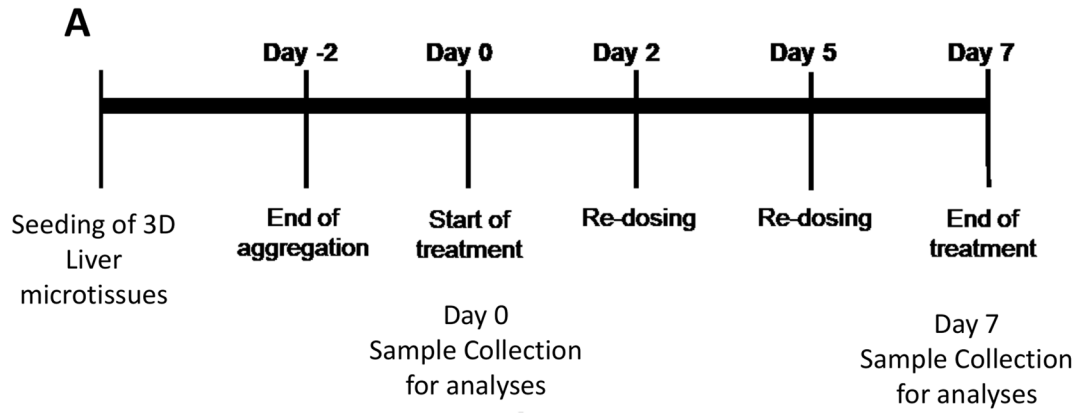 A
Day -2
Day 0
Day 2
Day 5
Day 7
Seeding of 3D
Liver
microtissues
End of
aggregation
Start of
treatment
Re-dosing
Re-dosing
End of
treatment
Day 0
Sample Collection
for analyses
Day 7
Sample Collection
for analyses